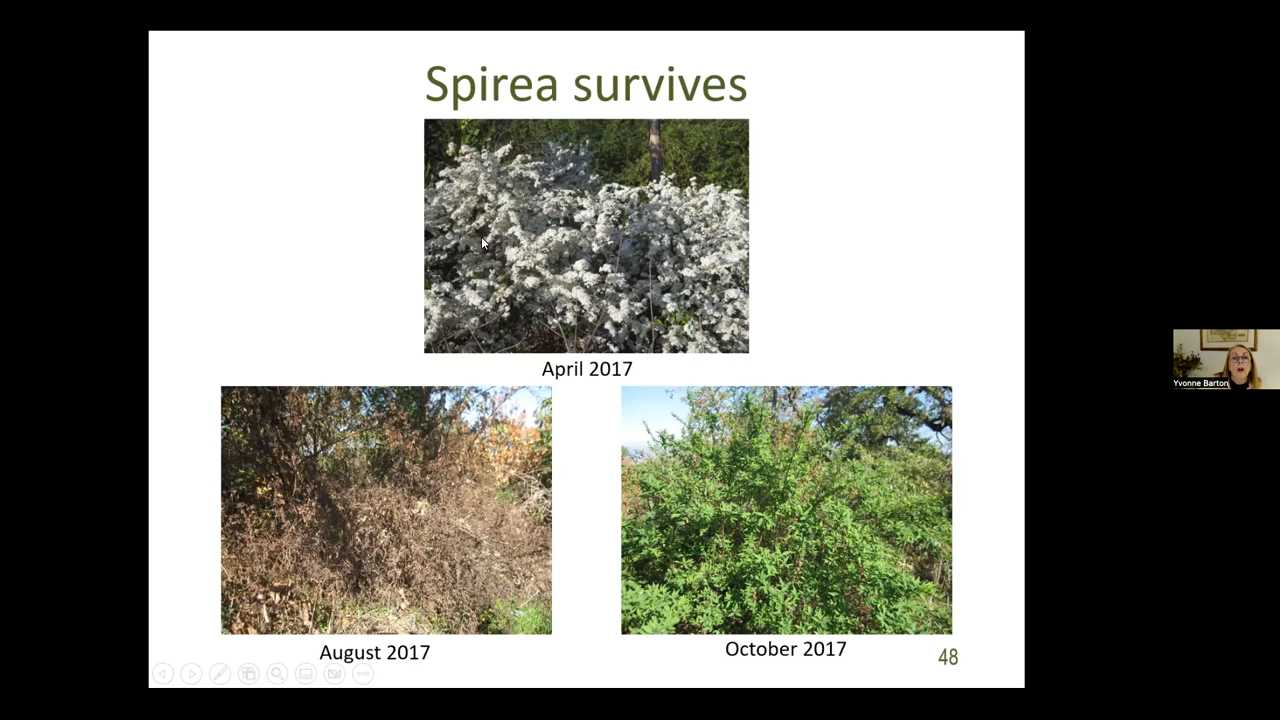 Spirea survives
April 2017
August 2017
October 2017
48
Yvonne Barton